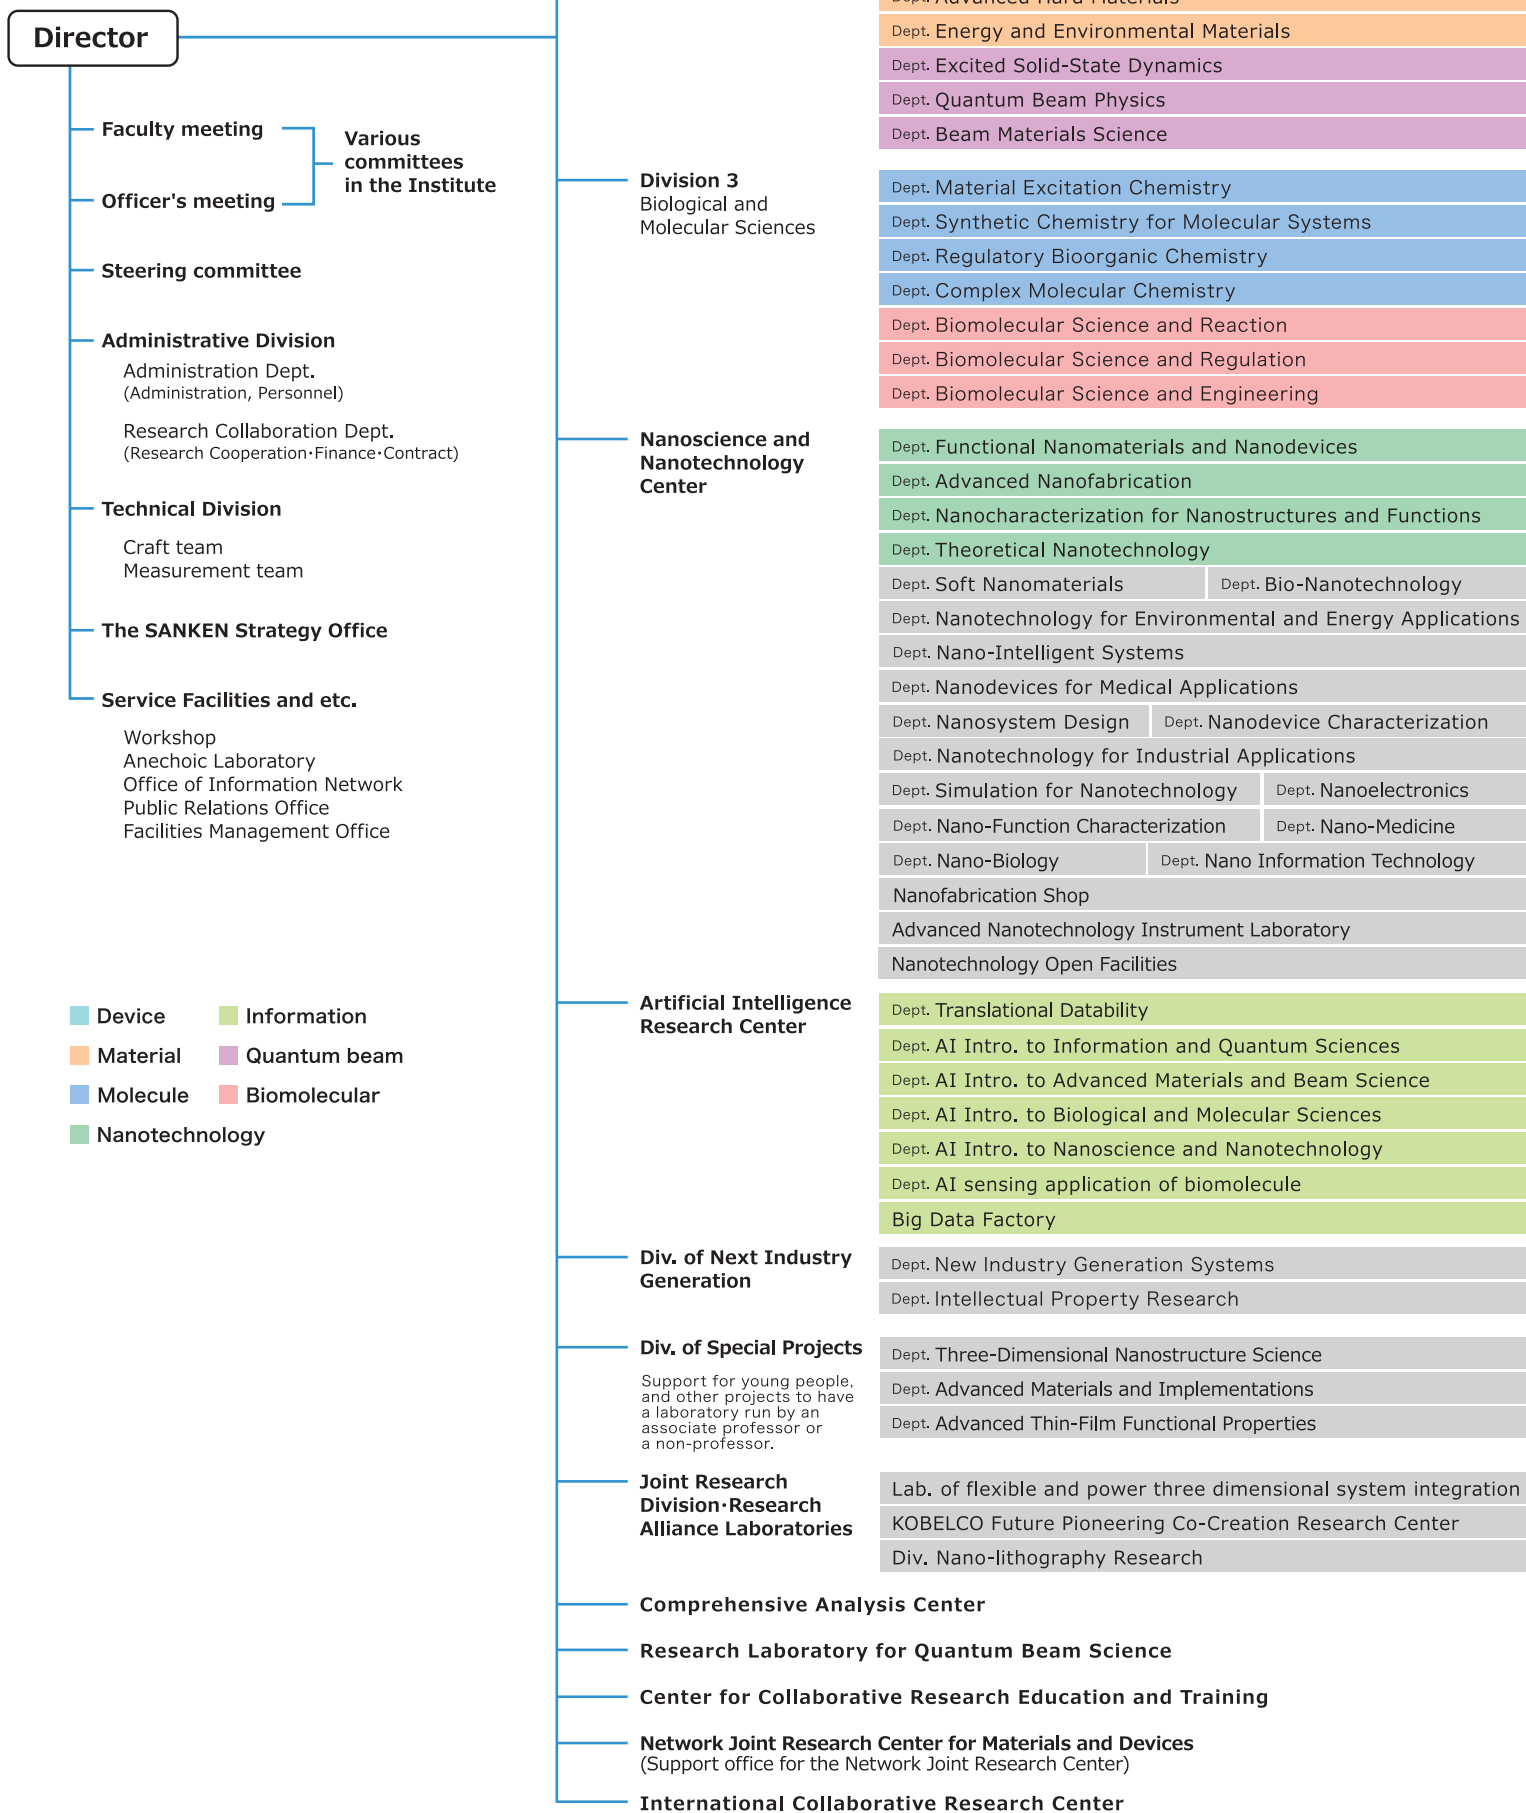 Director
Faculty meeting
Officer's meeting
Various
committees
in the Institute
Steering committee
Administrative Division
Administration Dept.
(Administration, Personnel)
Research Collaboration Dept.
(Research Cooperation･Finance･Contract)
Technical Division
Craft team
Measurement team
The SANKEN Strategy Office
Service Facilities and etc.
Workshop
Anechoic Laboratory
Office of Information Network
Public Relations Office
Facilities Management Office
Device
Information
Material
Quantum beam
Molecule
Biomolecular
Nanotechnology
Dept. Advanced Hard Materials
Dept. Energy and Environmental Materials
Dept. Excited Solid-State Dynamics
Dept. Quantum Beam Physics
Dept. Beam Materials Science
Division 3
Biological and
Molecular Sciences
Dept. Material Excitation Chemistry
Dept. Synthetic Chemistry for Molecular Systems
Dept. Regulatory Bioorganic Chemistry
Dept. Complex Molecular Chemistry
Dept. Biomolecular Science and Reaction
Dept. Biomolecular Science and Regulation
Dept. Biomolecular Science and Engineering
Nanoscience and
Nanotechnology
Center
Dept. Functional Nanomaterials and Nanodevices
Dept. Advanced Nanofabrication
Dept. Nanocharacterization for Nanostructures and Functions
Dept. Theoretical Nanotechnology
Dept. Soft Nanomaterials
Dept. Bio-Nanotechnology
Dept. Nanotechnology for Environmental and Energy Applications
Dept. Nano-Intelligent Systems
Dept. Nanodevices for Medical Applications
Dept. Nanosystem Design
Dept. Nanodevice Characterization
Dept. Nanotechnology for Industrial Applications
Dept. Simulation for Nanotechnology
Dept. Nanoelectronics
Dept. Nano-Function Characterization
Dept. Nano-Medicine
Dept. Nano-Biology
Dept. Nano Information Technology
Nanofabrication Shop
Advanced Nanotechnology Instrument Laboratory
Nanotechnology Open Facilities
Artificial Intelligence
Research Center
Dept. Translational Datability
Dept. AI Intro. to Information and Quantum Sciences
Dept. AI Intro. to Advanced Materials and Beam Science
Dept. AI Intro. to Biological and Molecular Sciences
Dept. AI Intro. to Nanoscience and Nanotechnology
Dept. AI sensing application of biomolecule
Big Data Factory
Div. of Next Industry
Generation
Dept. New Industry Generation Systems
Dept. Intellectual Property Research
Div. of Special Projects
Support for young people,
and other projects to have
a laboratory run by an
associate professor or
a non-professor.
Dept. Three-Dimensional Nanostructure Science
Dept. Advanced Materials and Implementations
Dept. Advanced Thin-Film Functional Properties
Joint Research
Division･Research
Alliance Laboratories
Lab. of flexible and power three dimensional system integration
KOBELCO Future Pioneering Co-Creation Research Center
Div. Nano-lithography Research
Comprehensive Analysis Center
Research Laboratory for Quantum Beam Science
Center for Collaborative Research Education and Training
Network Joint Research Center for Materials and Devices
(Support office for the Network Joint Research Center)
International Collaborative Research Center